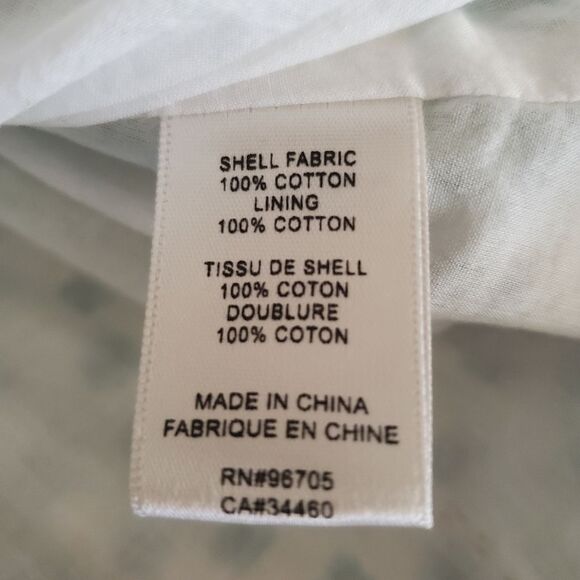 SHELL FABRIC
100% COTTON
LINING
100% COTTON
TISSU DE SHELL
100% COTON
DOUBLURE
100% COTON
MADE IN CHINA
FABRIQUE EN CHINE
RN#96705
CA#34460